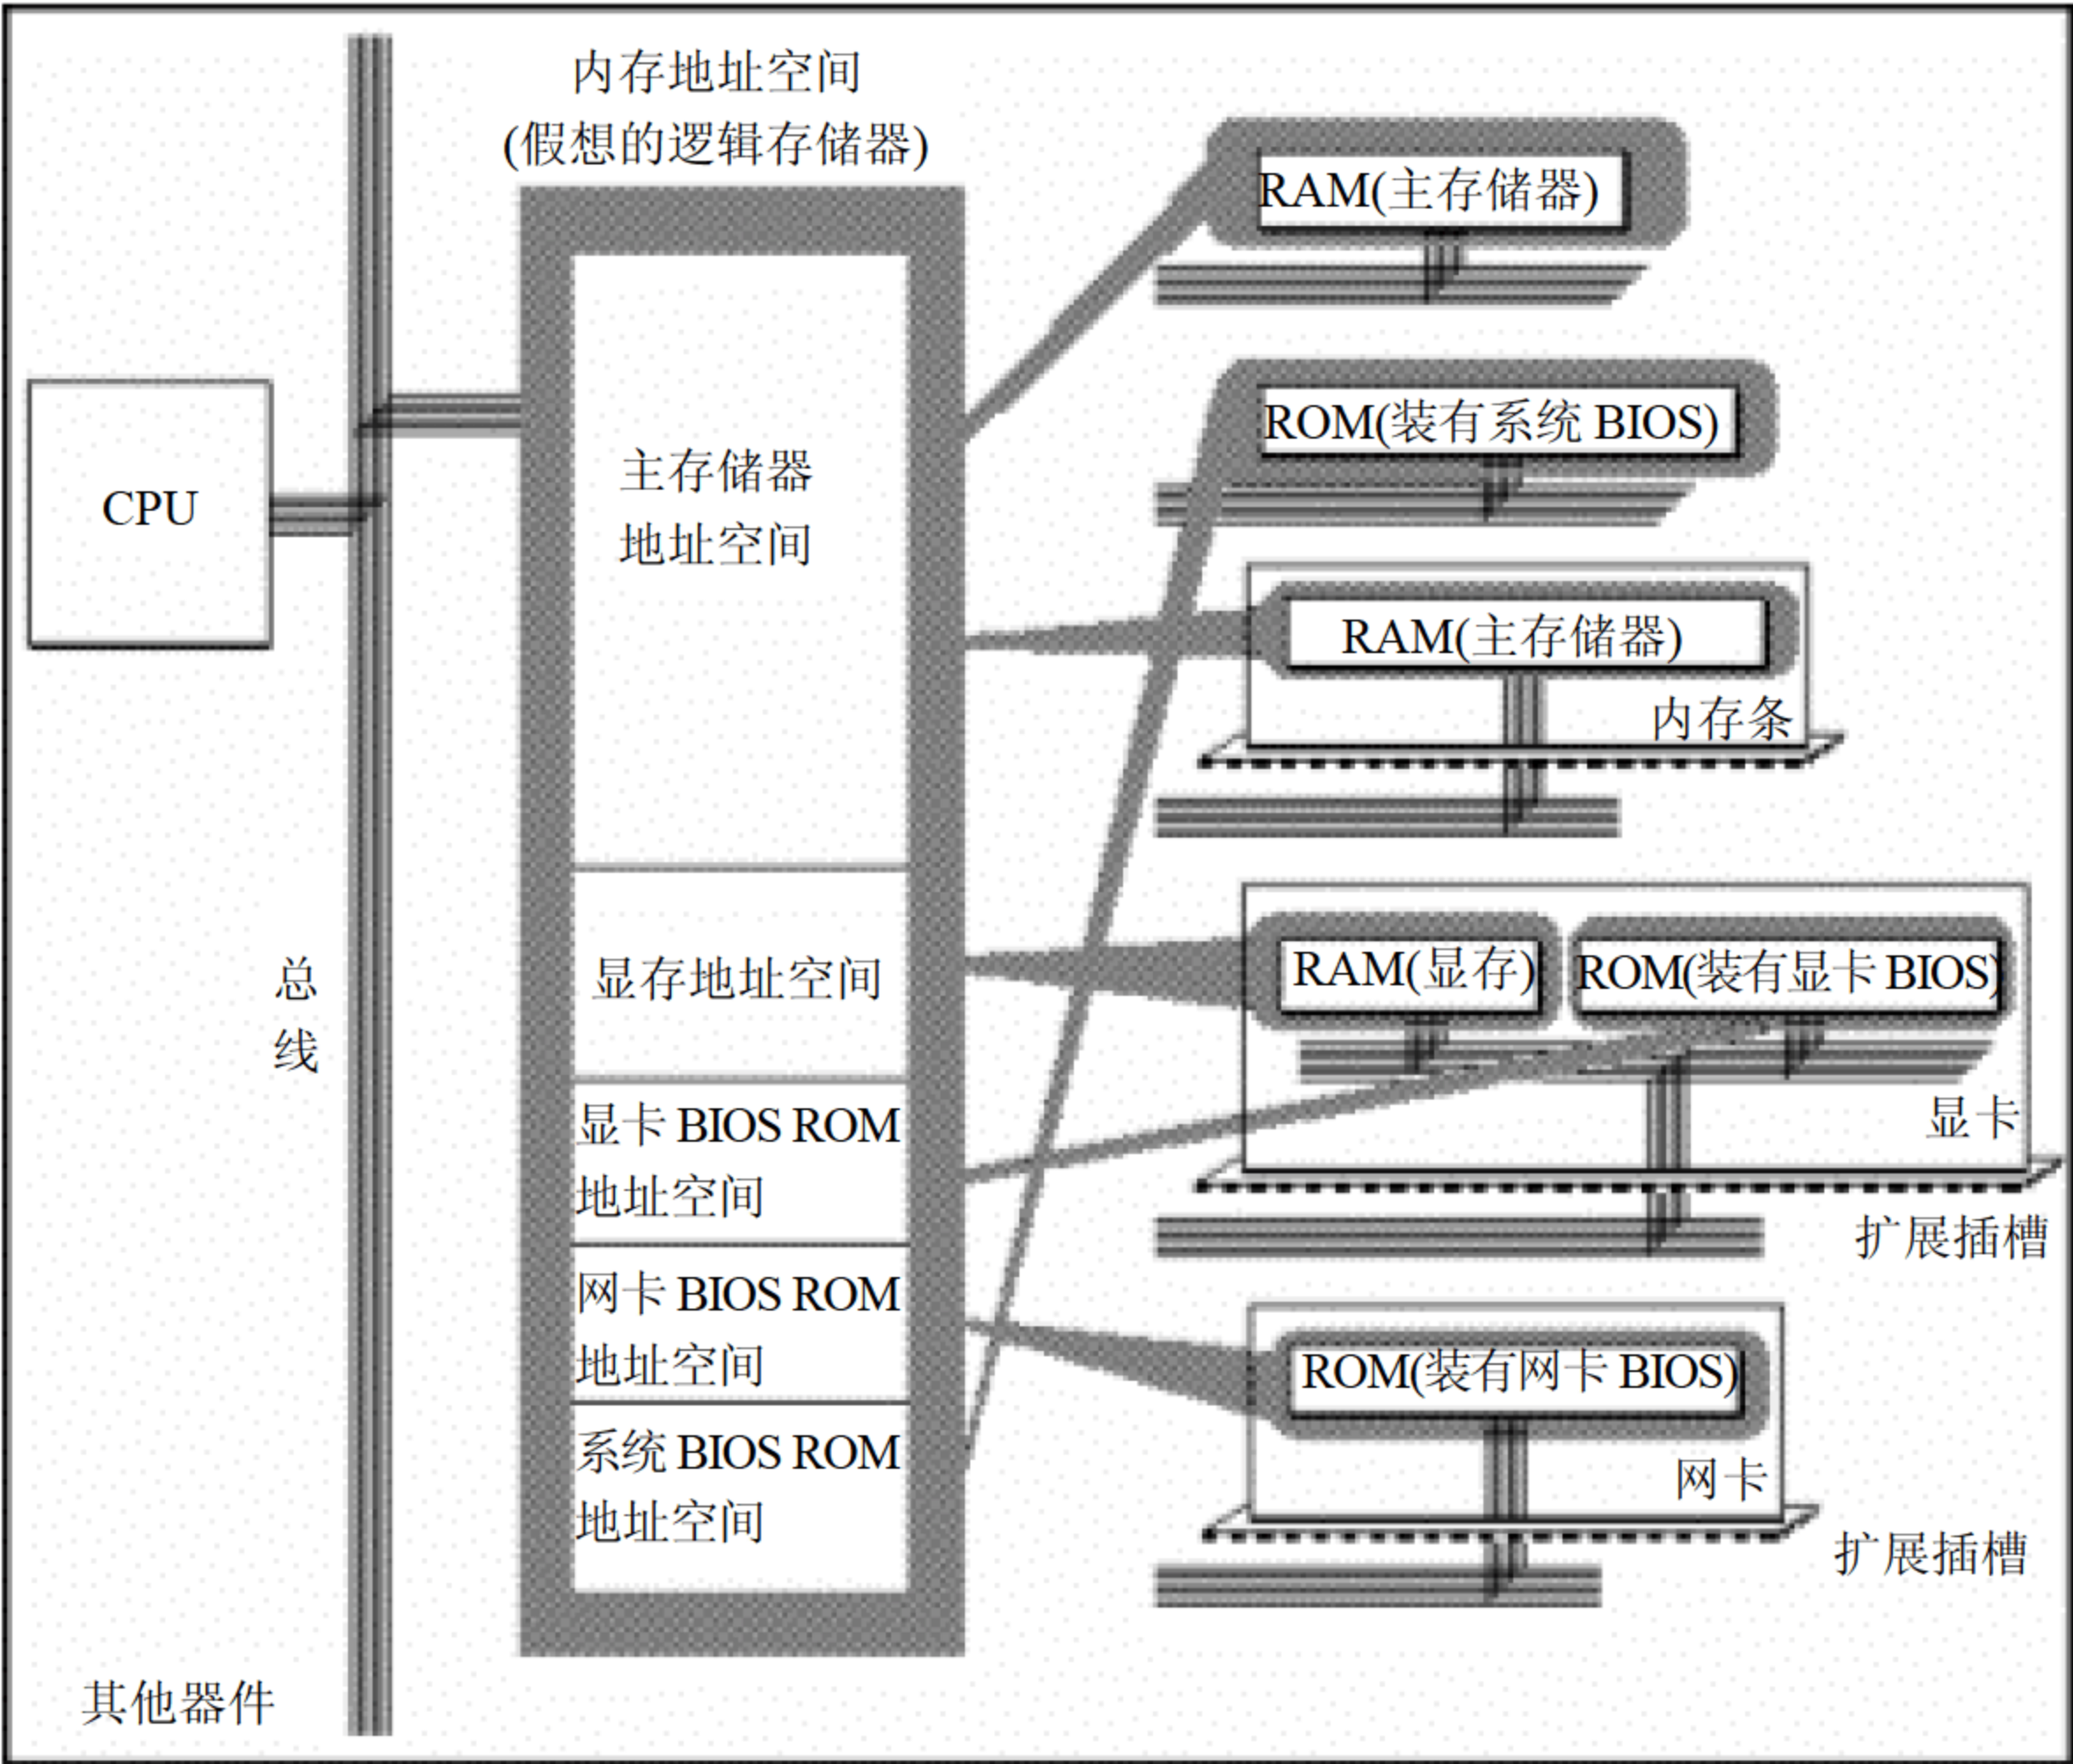 内存地址空间
(假想的逻辑存储器)
CPU
总
线
其他器件
主存储器
地址空间
显存地址空间
显卡 BIOS ROM
地址空间
网卡 BIOS ROM
地址空间
系统 BIOS ROM
地址空间
RAM(主存储器)
ROM(装有系统 BIOS)
RAM(主存储器)
内存条
RAM(显存)
ROM(装有显卡 BIOS)
显卡
扩展插槽
ROM(装有网卡 BIOS)
网卡
扩展插槽